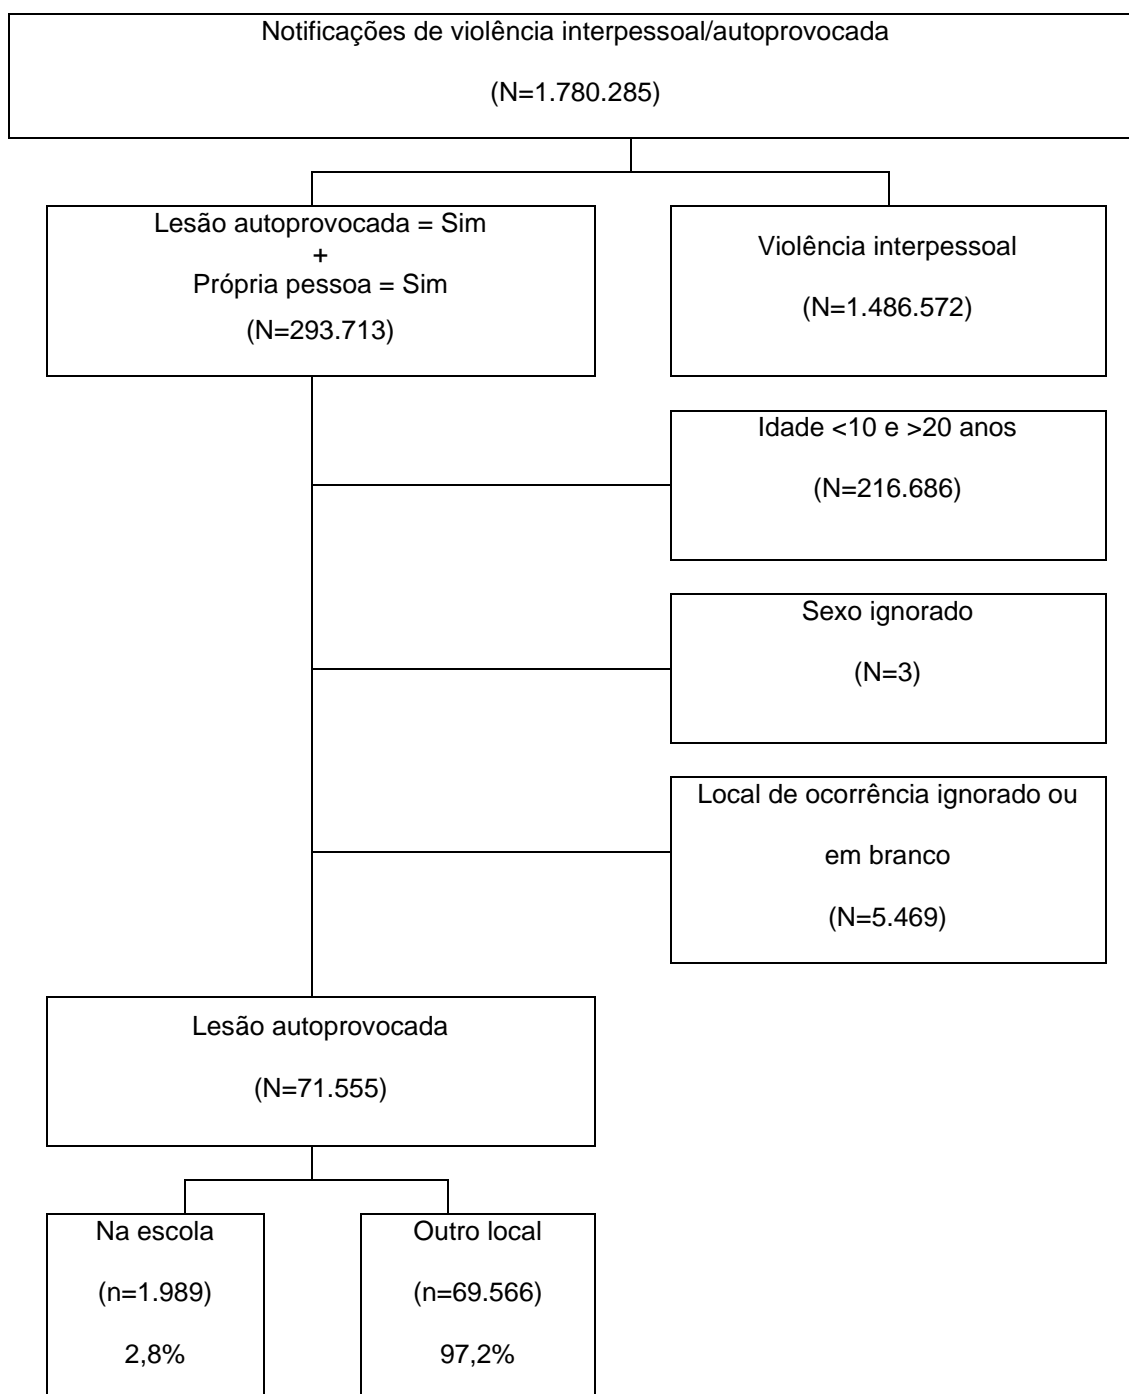 Notificações de violência interpessoal/autoprovocada
(N=1.780.285)
Lesão autoprovocada = Sim
+
Própria pessoa = Sim
(N=293.713)
Violência interpessoal
(N=1.486.572)
Idade <10 e >20 anos
(N=216.686)
Sexo ignorado
(N=3)
Local de ocorrência ignorado ou
em branco
(N=5.469)
Lesão autoprovocada
(N=71.555)
Na escola
(n=1.989)
2,8%
Outro local
(n=69.566)
97,2%